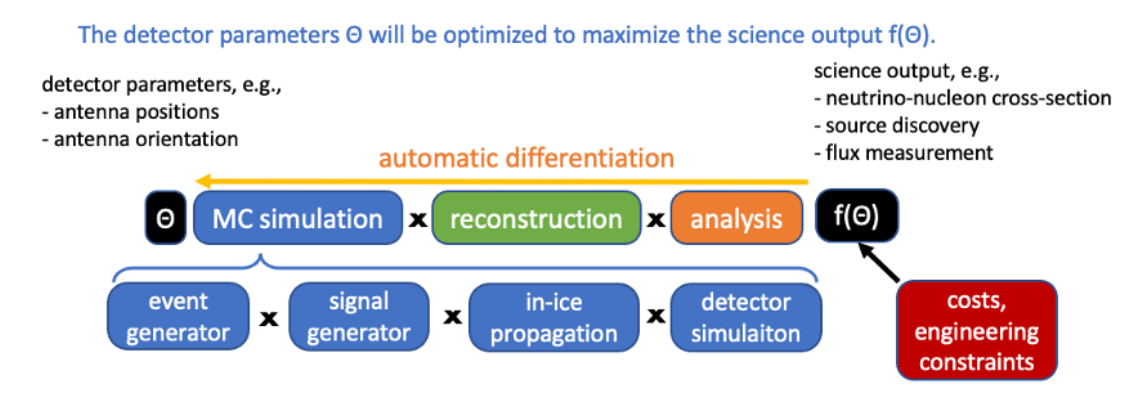 The detector parameters Θ will be optimized to maximize the science output f(Θ).
detector parameters, e.g.,
- antenna positions
- antenna orientation
science output, e.g.,
- neutrino-nucleon cross-section
- source discovery
- flux measurement
automatic differentiation
Θ MC simulation x reconstruction x analysis f(Θ)
event
generator
x
signal
generator
x
in-ice
propagation
x
detector
simulaiton
costs,
engineering
constraints